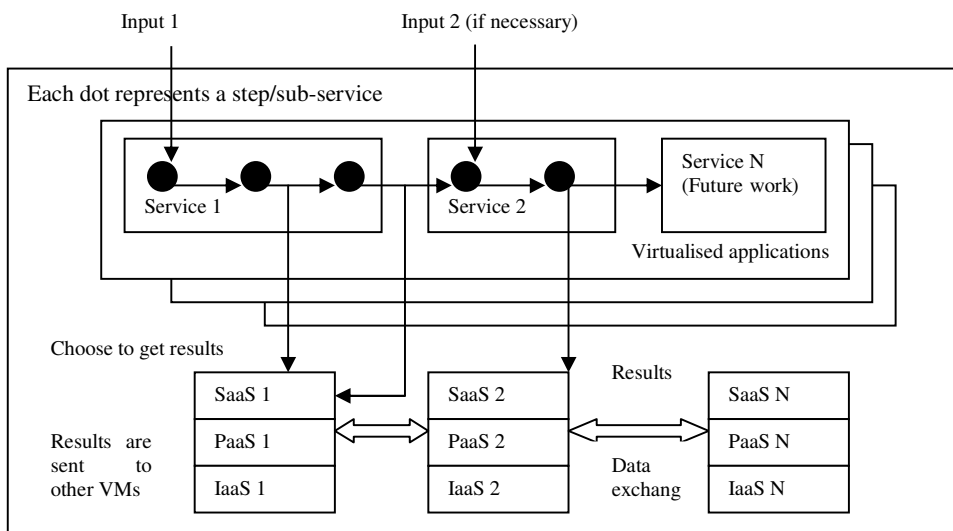 Input 1
Input 2 (if necessary)
Each dot represents a step/sub-service
Service 1
Service 2
Service N
(Future work)
Virtualised applications
Choose to get results
SaaS 1
SaaS 2
Results
SaaS N
Results are
sent to
other VMs
PaaS 1
PaaS 2
PaaS N
IaaS 1
IaaS 2
Data
exchang
IaaS N